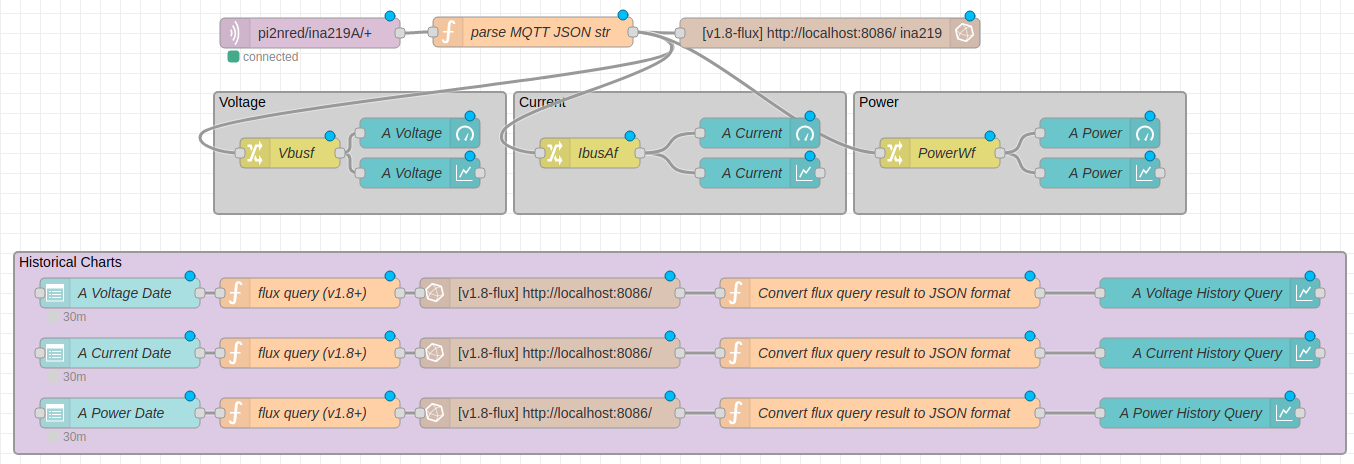 pi2nred/ina219A/+
parse MQTT JSON str
[v1.8-flux] http://localhost:8086/ ina219
connected
Voltage
Current
Power
Vbusf
A Voltage
A Voltage
IbusAf
A Current
A Current
PowerWf
A Power
A Power
Historical Charts
A Voltage Date
flux query (v1.8+)
[v1.8-flux] http://localhost:8086/
Convert flux query result to JSON format
A Voltage History Query
30m
A Current Date
flux query (v1.8+)
[v1.8-flux] http://localhost:8086/
Convert flux query result to JSON format
A Current History Query
30m
A Power Date
flux query (v1.8+)
[v1.8-flux] http://localhost:8086/
Convert flux query result to JSON format
A Power History Query
30m